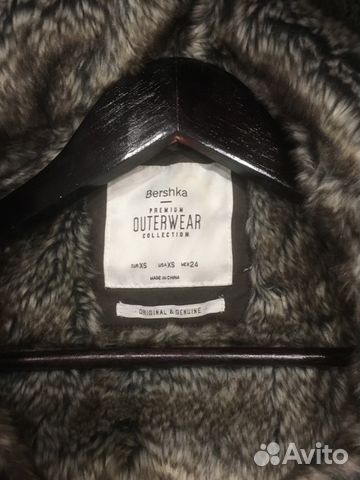 Bershka
PREMIUM
OUTERWEAR
COLLECTION
EUR XS USA XS MEX 24
MADE IN CHINA
ORIGINAL & GENUINE
Avito